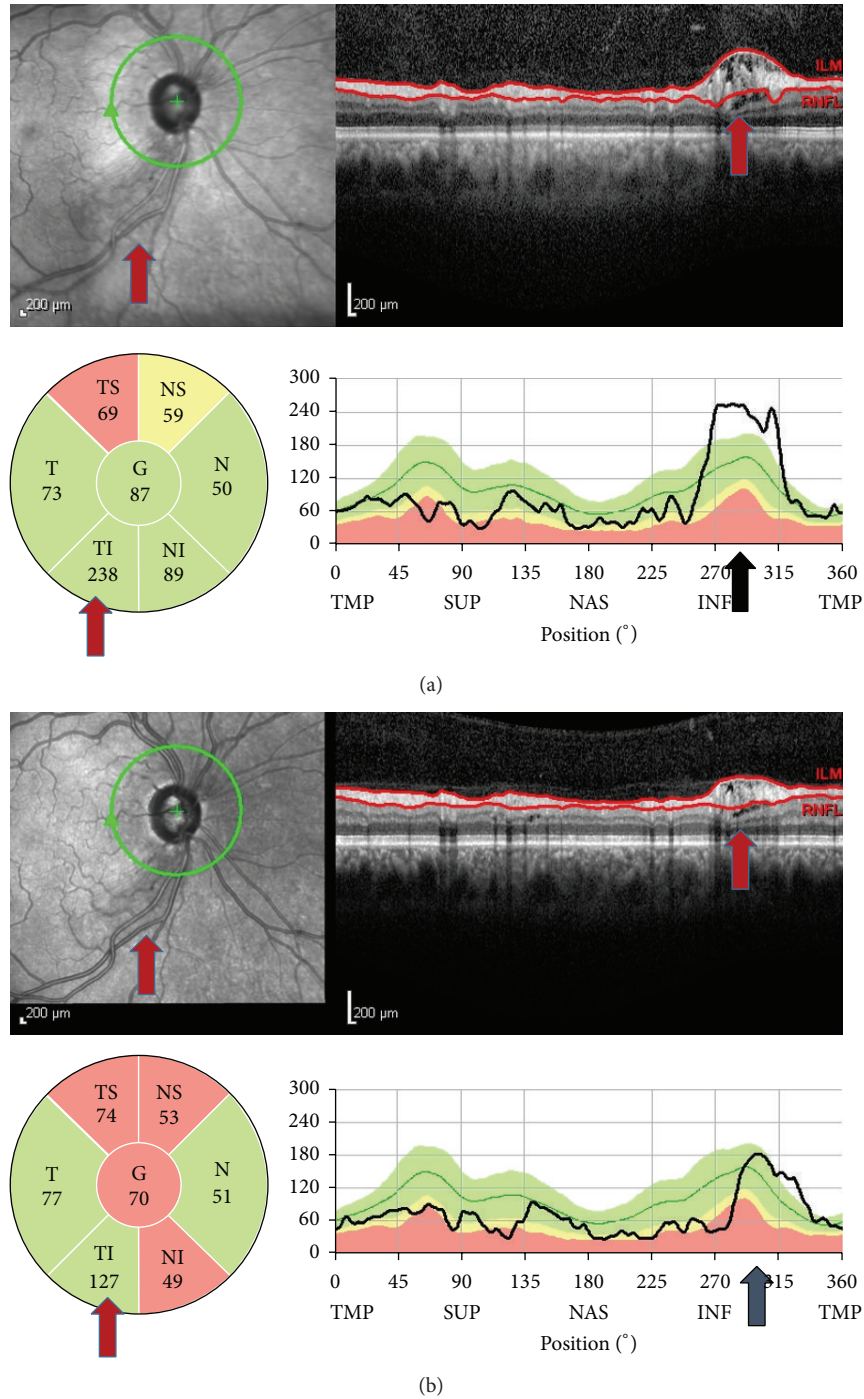 ILM
RNFL
200 µm
200 µm
TS
69
NS
59
T
73
G
87
N
50
TI
238
NI
89
300
240
180
120
60
0
0 45 90 135 180 225 270 315 360
TMP SUP NAS INF TMP
Position (°)
(a)
ILM
RNFL
200 µm
200 µm
TS
74
NS
53
T
77
G
70
N
51
TI
127
NI
49
300
240
180
120
60
0
0 45 90 135 180 225 270 315 360
TMP SUP NAS INF TMP
Position (°)
(b)